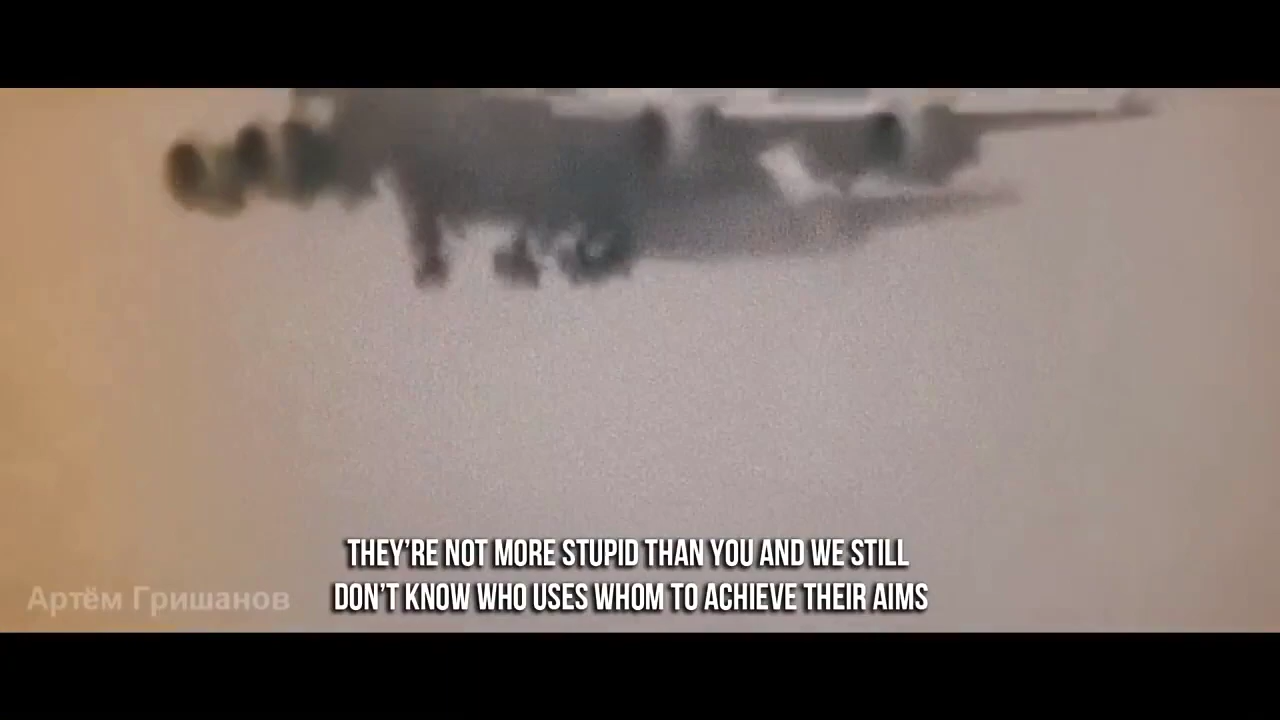 THEY'RE NOT MORE STUPID THAN YOU AND WE STILL
DON'T KNOW WHO USES WHOM TO ACHIEVE THEIR AIMS
Артём Гришанов